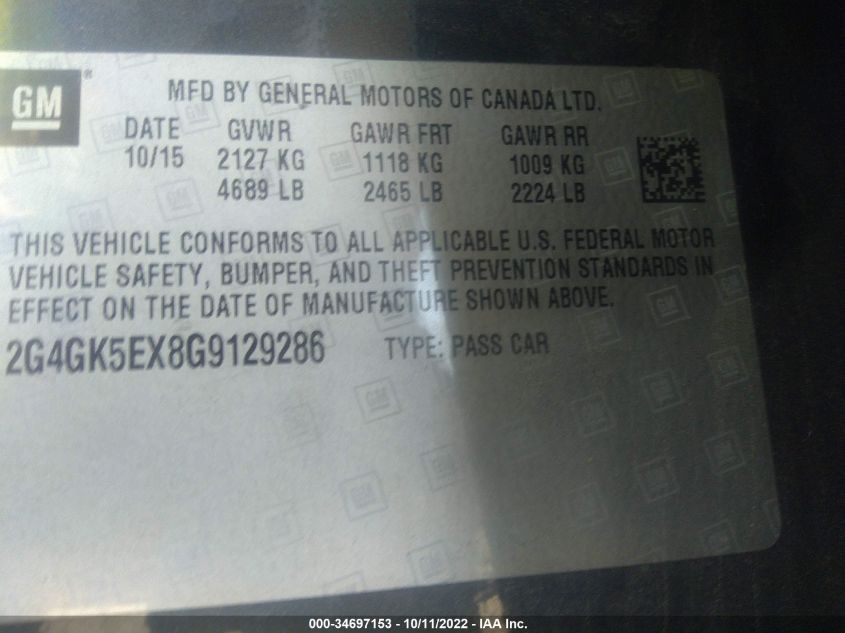 GM®
MFD BY GENERAL MOTORS OF CANADA LTD.
DATE GVWR GAWR FRT GAWR RR
10/15 2127 KG 1118 KG 1009 KG
4689 LB 2465 LB 2224 LB
THIS VEHICLE CONFORMS TO ALL APPLICABLE U.S. FEDERAL MOTOR
VEHICLE SAFETY, BUMPER, AND THEFT PREVENTION STANDARDS IN
EFFECT ON THE DATE OF MANUFACTURE SHOWN ABOVE.
2G4GK5EX8G9129286 TYPE: PASS CAR
000-34697153 - 10/11/2022 - IAA Inc.